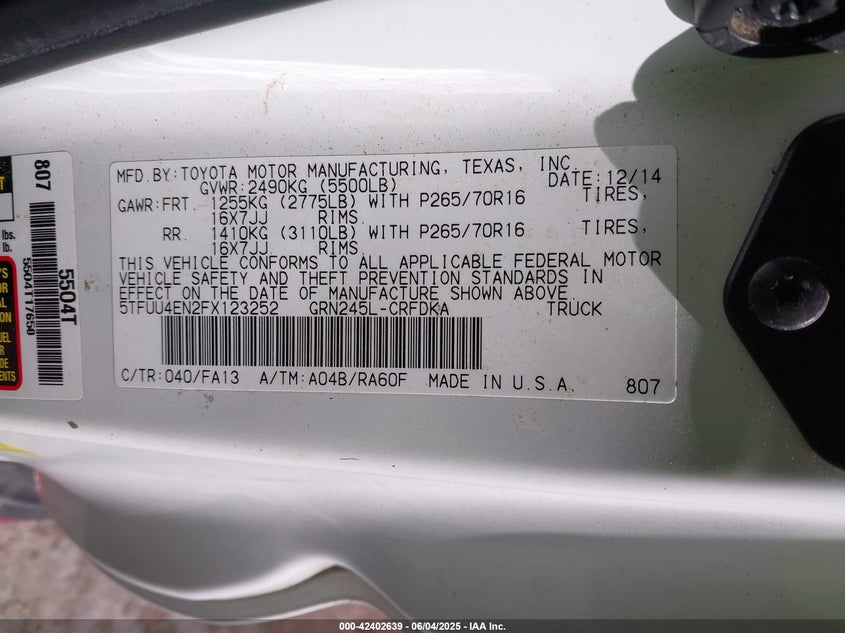 MFD.BY:TOYOTA MOTOR MANUFACTURING, TEXAS, INC.
GVWR:2490KG (5500LB) DATE:12/14
GAWR:FRT. 1255KG (2775LB) WITH P265/70R16 TIRES,
16X7JJ RIMS
RR. 1410KG (3110LB) WITH P265/70R16 TIRES,
16X7JJ RIMS
THIS VEHICLE CONFORMS TO ALL APPLICABLE FEDERAL MOTOR
VEHICLE SAFETY AND THEFT PREVENTION STANDARDS IN
EFFECT ON THE DATE OF MANUFACTURE SHOWN ABOVE.
5TFUU4EN2FX123252 GRN245L-CRFDKA TRUCK
C/TR:040/FA13 A/TM:A04B/RA60F MADE IN U.S.A. 807
807
5504T
5504117650
lbs.
lb.
000-42402639 - 06/04/2025 - IAA Inc.